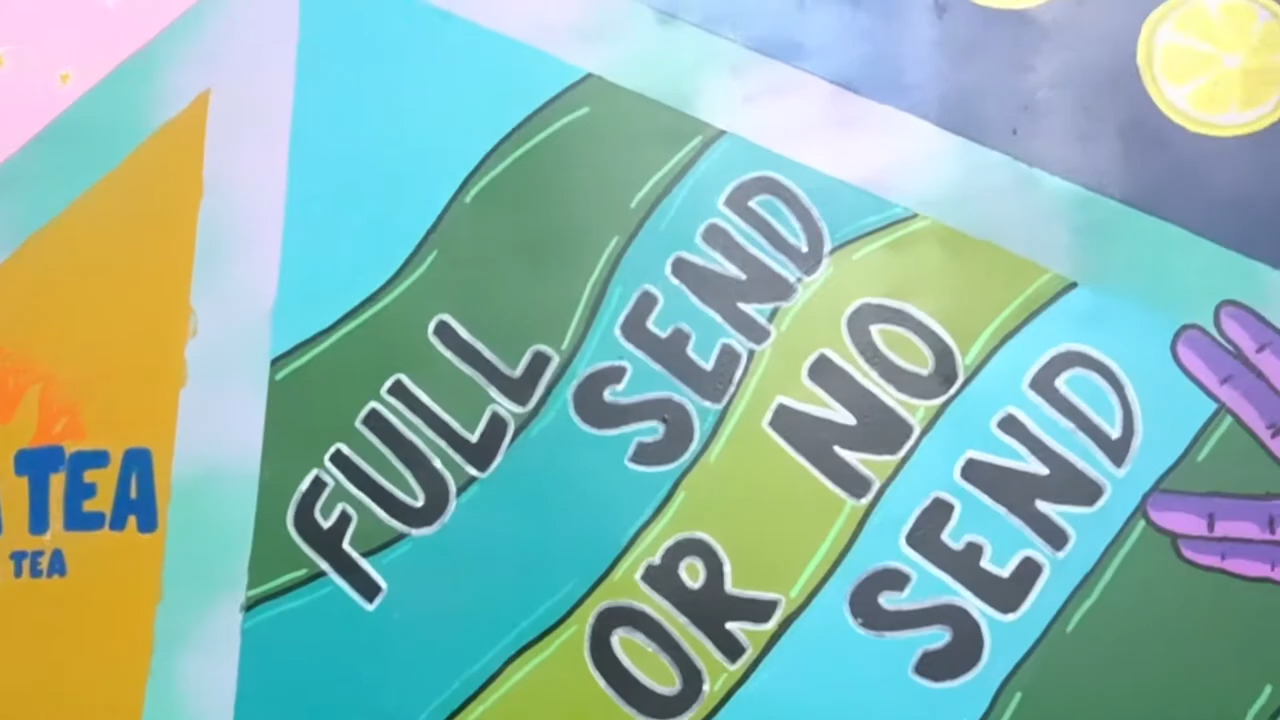 FULL SEND
OR NO
SEND
TEA
TEA